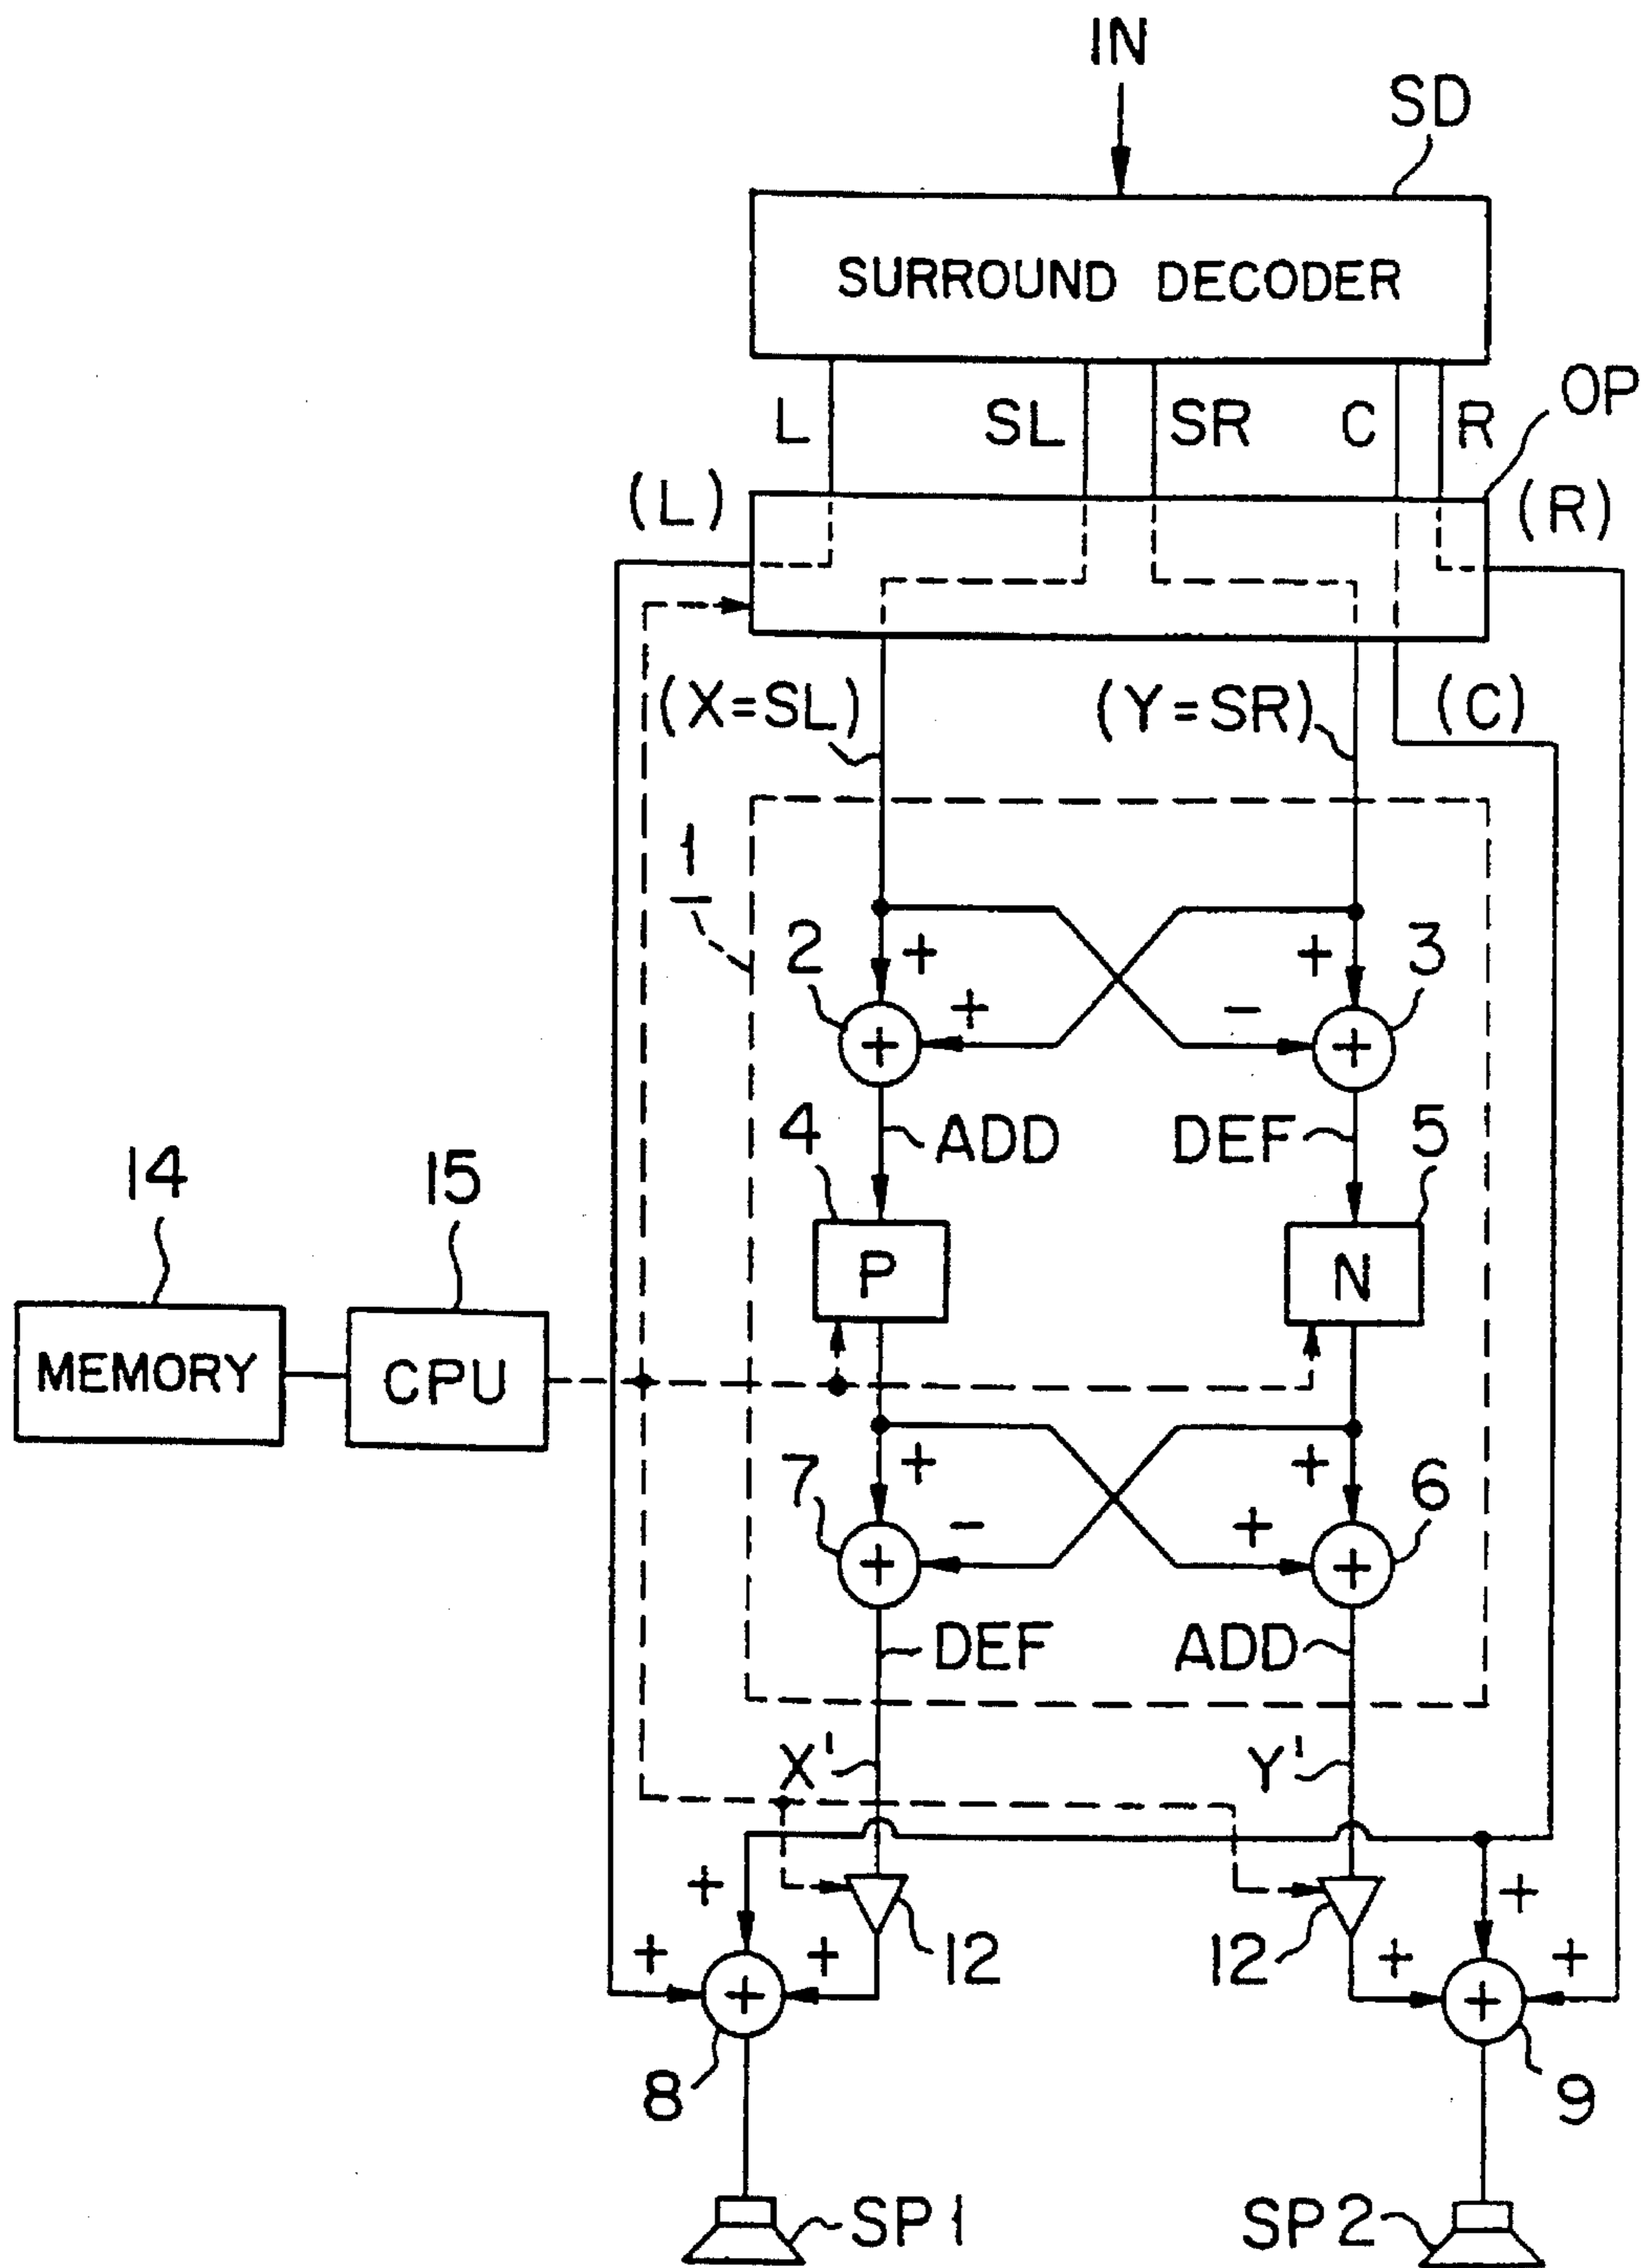 IN
SD
SURROUND DECODER
L SL SR C R OP
(L) (R)
(X=SL) (Y=SR) (C)
1
2 + + 3
+ -
+ +
4 ADD DEF 5
14 15
P N
MEMORY CPU
7 + + 6
- +
+ +
DEF ADD
X' Y'
+ +
12 12
+ + + +
+ +
8 9
SP1 SP2